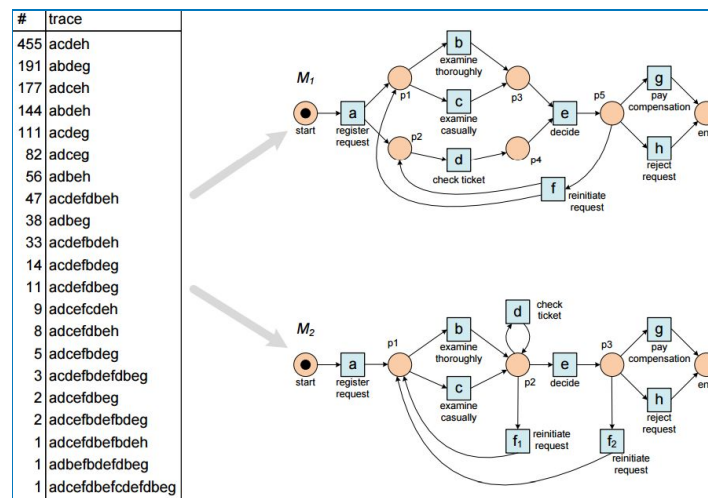 # trace
455 acdeh
191 abdeg
177 adceh
144 abdeh
111 acdeg
82 adceg
56 adbeh
47 acdefdbeh
38 adbeg
33 acdefbdeh
14 acdefbdeg
11 acdefdbeg
9 adcefcdeh
8 adcefdbeh
5 adcefbdeg
3 acdefbdefdbeg
2 adcefdbeg
2 adcefbdefbdeg
1 adcefdbefbdeh
1 adbefbdefdbeg
1 adcefdbefcdefdbeg
M1
start
a
register
request
p1
p2
b
examine
thoroughly
c
examine
casually
d
check ticket
p3
p4
e
decide
p5
f
reinitiate
request
g
pay
compensation
h
reject
request
en
M2
start
a
register
request
p1
b
examine
thoroughly
c
examine
casually
d
check
ticket
p2
e
decide
p3
f1
reinitiate
request
f2
reinitiate
request
g
pay
compensation
h
reject
request
en